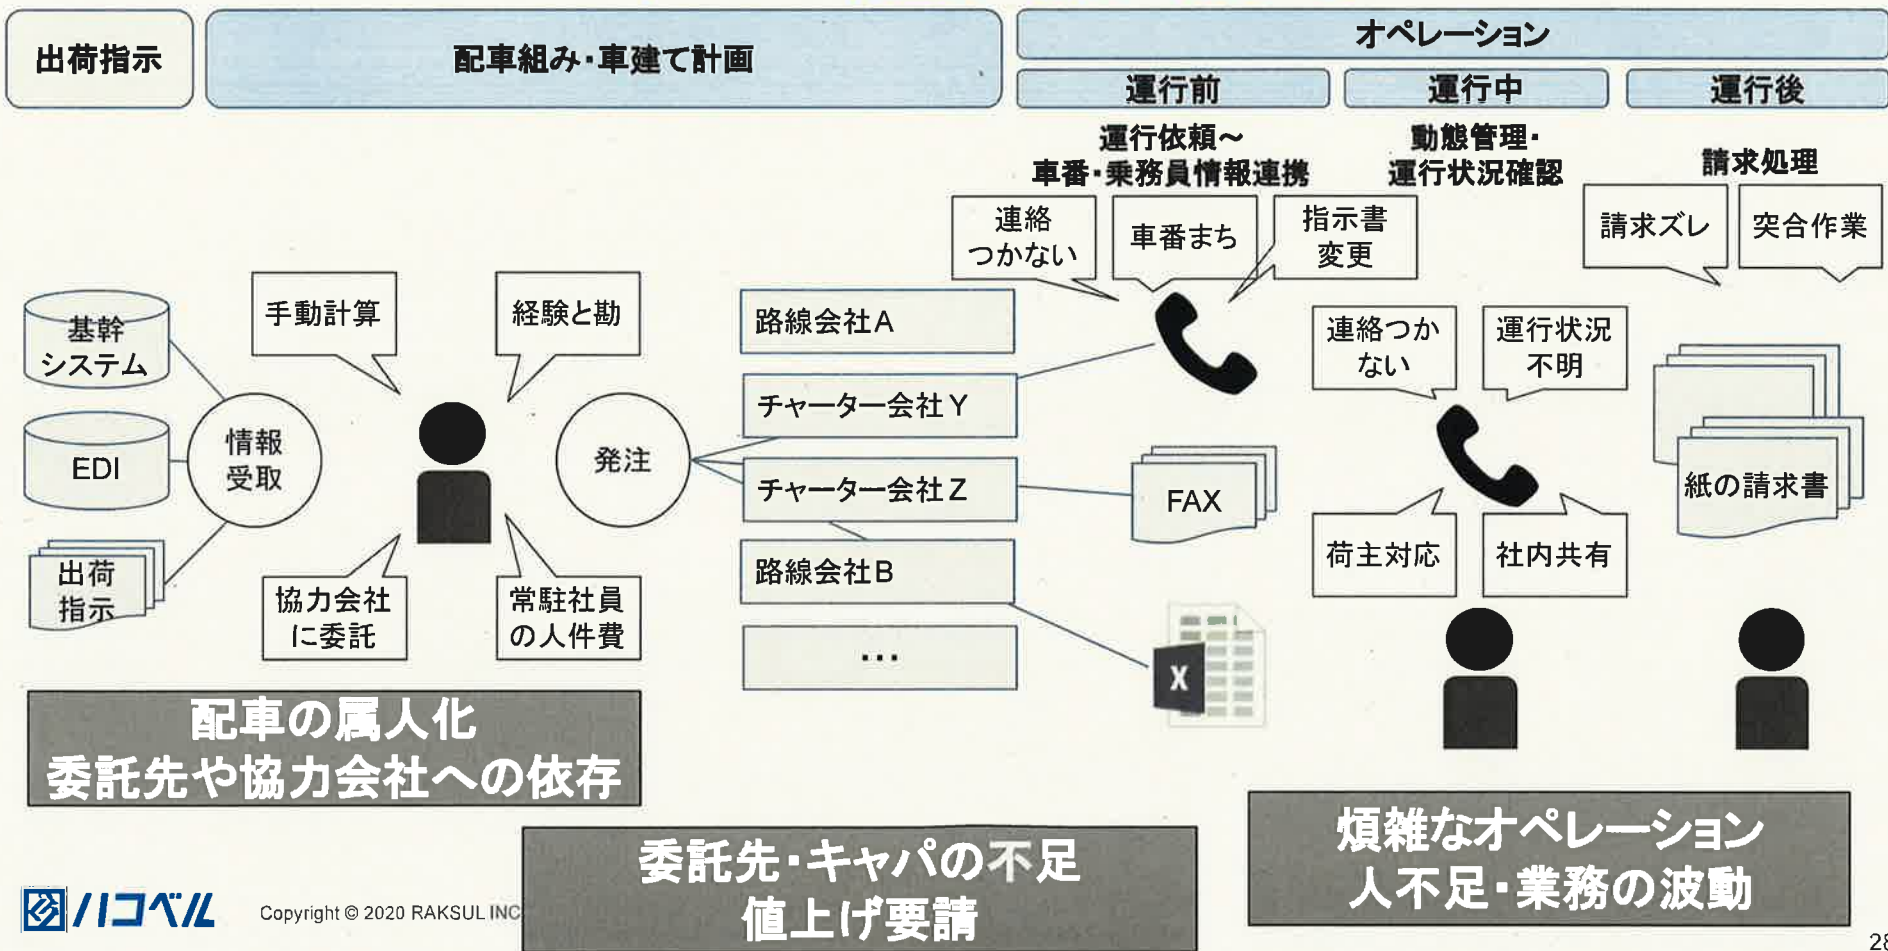 出荷指示
配車組み・車建て計画
オペレーション
運行前
運行中
運行後
運行依頼～
車番・乗務員情報連携
動態管理・
運行状況確認
請求処理
連絡
つかない
車番まち
指示書
変更
請求ズレ
突合作業
基幹
システム
EDI
出荷
指示
情報
受取
手動計算
経験と勘
協力会社
に委託
常駐社員
の人件費
発注
路線会社A
チャーター会社Y
チャーター会社Z
路線会社B
…
FAX
X
連絡つか
ない
運行状況
不明
荷主対応
社内共有
紙の請求書
配車の属人化
委託先や協力会社への依存
委託先・キャパの不足
値上げ要請
煩雑なオペレーション
人不足・業務の波動
ハコベル
Copyright © 2020 RAKSUL INC